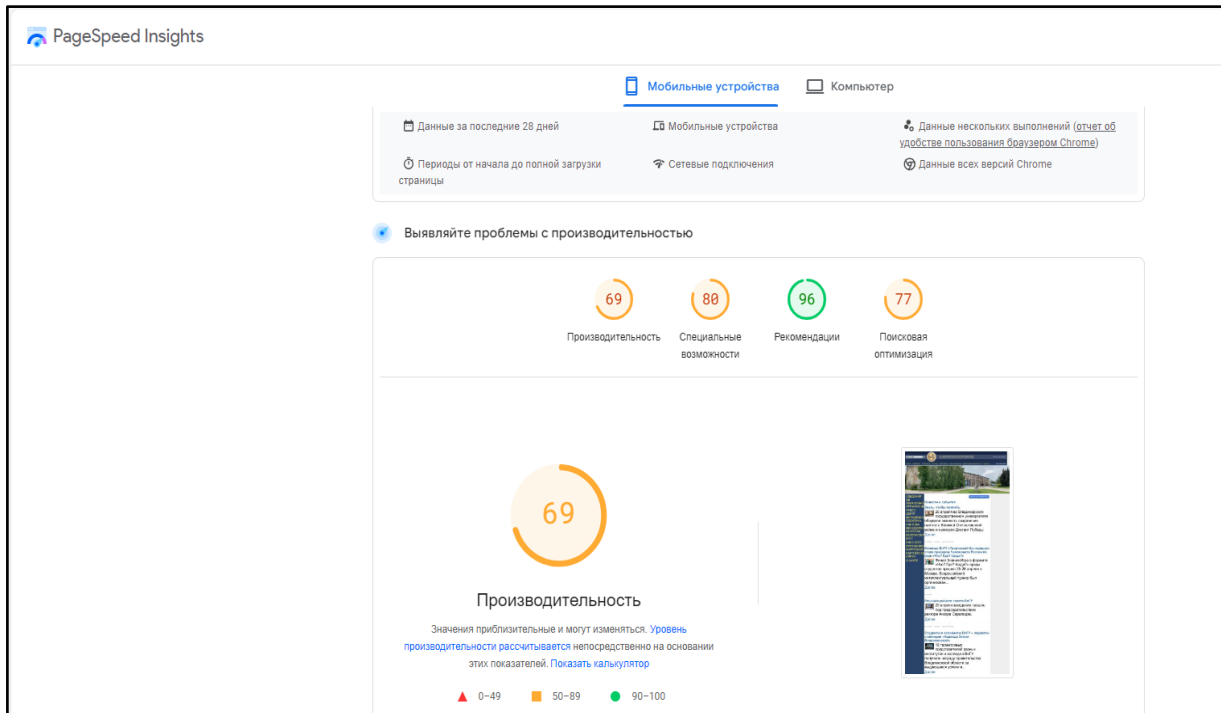 PageSpeed Insights
Мобильные устройства
Компьютер
Данные за последние 28 дней
Мобильные устройства
Данные нескольких выполнений (отчет об
удобстве пользования браузером Chrome)
Периоды от начала до полной загрузки
страницы
Сетевые подключения
Данные всех версий Chrome
Выявляйте проблемы с производительностью
69
80
96
77
Производительность
Специальные
возможности
Рекомендации
Поисковая
оптимизация
69
Производительность
Значения приблизительные и могут изменяться. Уровень
производительности рассчитывается непосредственно на основании
этих показателей. Показать калькулятор
0–49
50–89
90–100